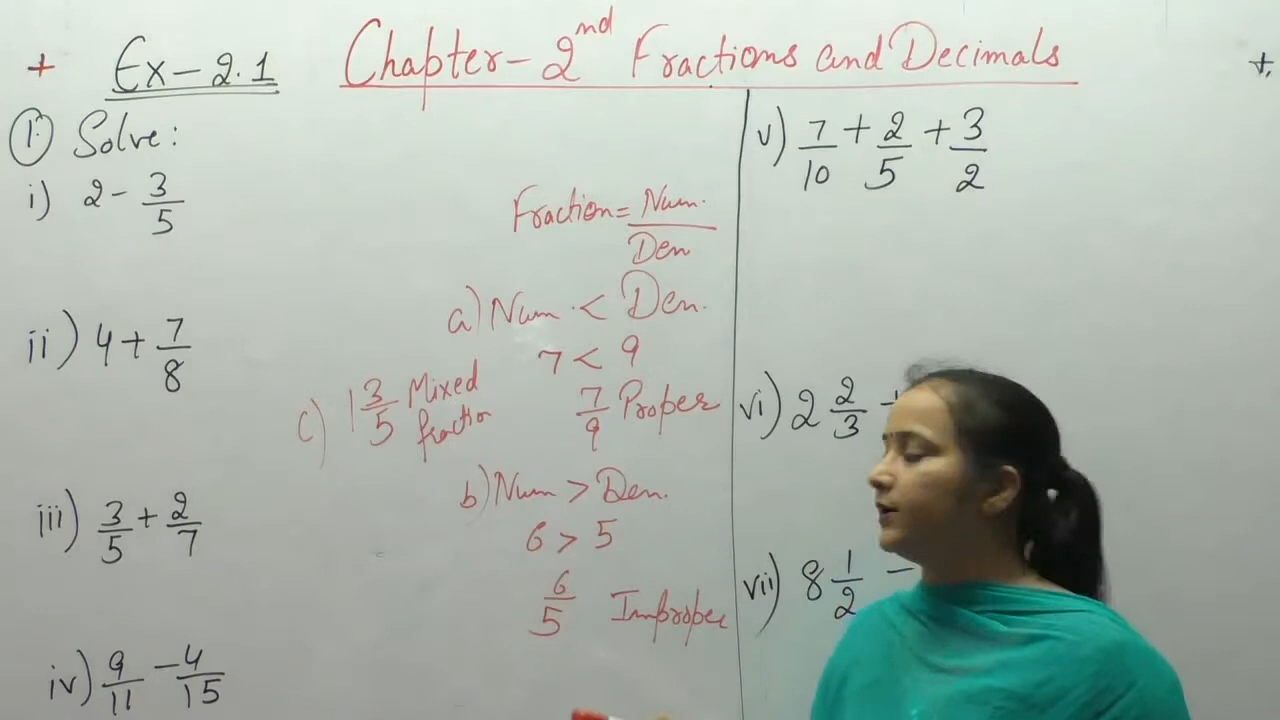 + Ex-2.1 Chapter-2nd Fractions and Decimals +.
1. Solve:
i) 2 - 3/5
ii) 4 + 7/8
iii) 3/5 + 2/7
iv) 9/11 - 4/15
Fraction = Num./Den
a) Num. < Den.
7 < 9
7/9 Proper
c) 1 3/5 Mixed
fraction
b) Num > Den.
6 > 5
6/5 Improper
v) 7/10 + 2/5 + 3/2
vi) 2 2/3 +
vii) 8 1/2 -